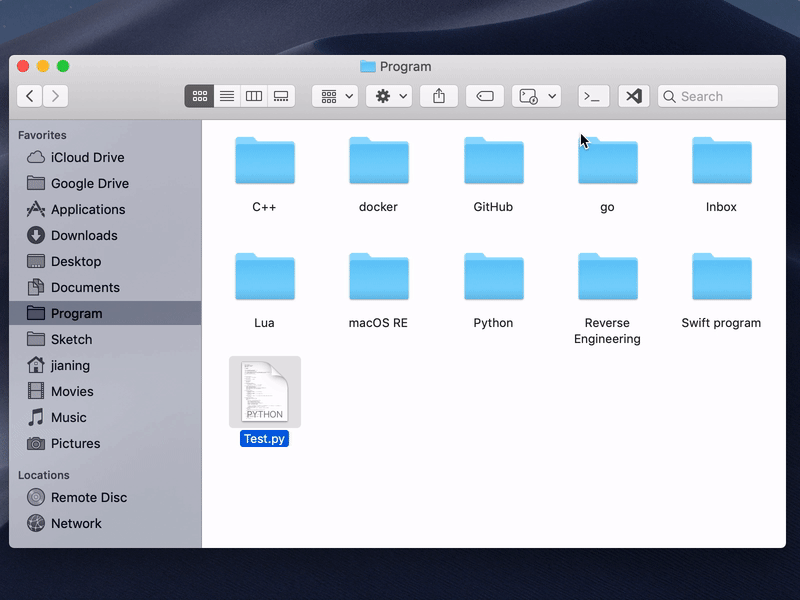 Program
Search
Favorites
iCloud Drive
Google Drive
Applications
Downloads
Desktop
Documents
Program
Sketch
jianing
Movies
Music
Pictures
Locations
Remote Disc
Network
C++ docker GitHub go Inbox
Lua macOS RE Python Reverse Engineering Swift program
PYTHON
Test.py